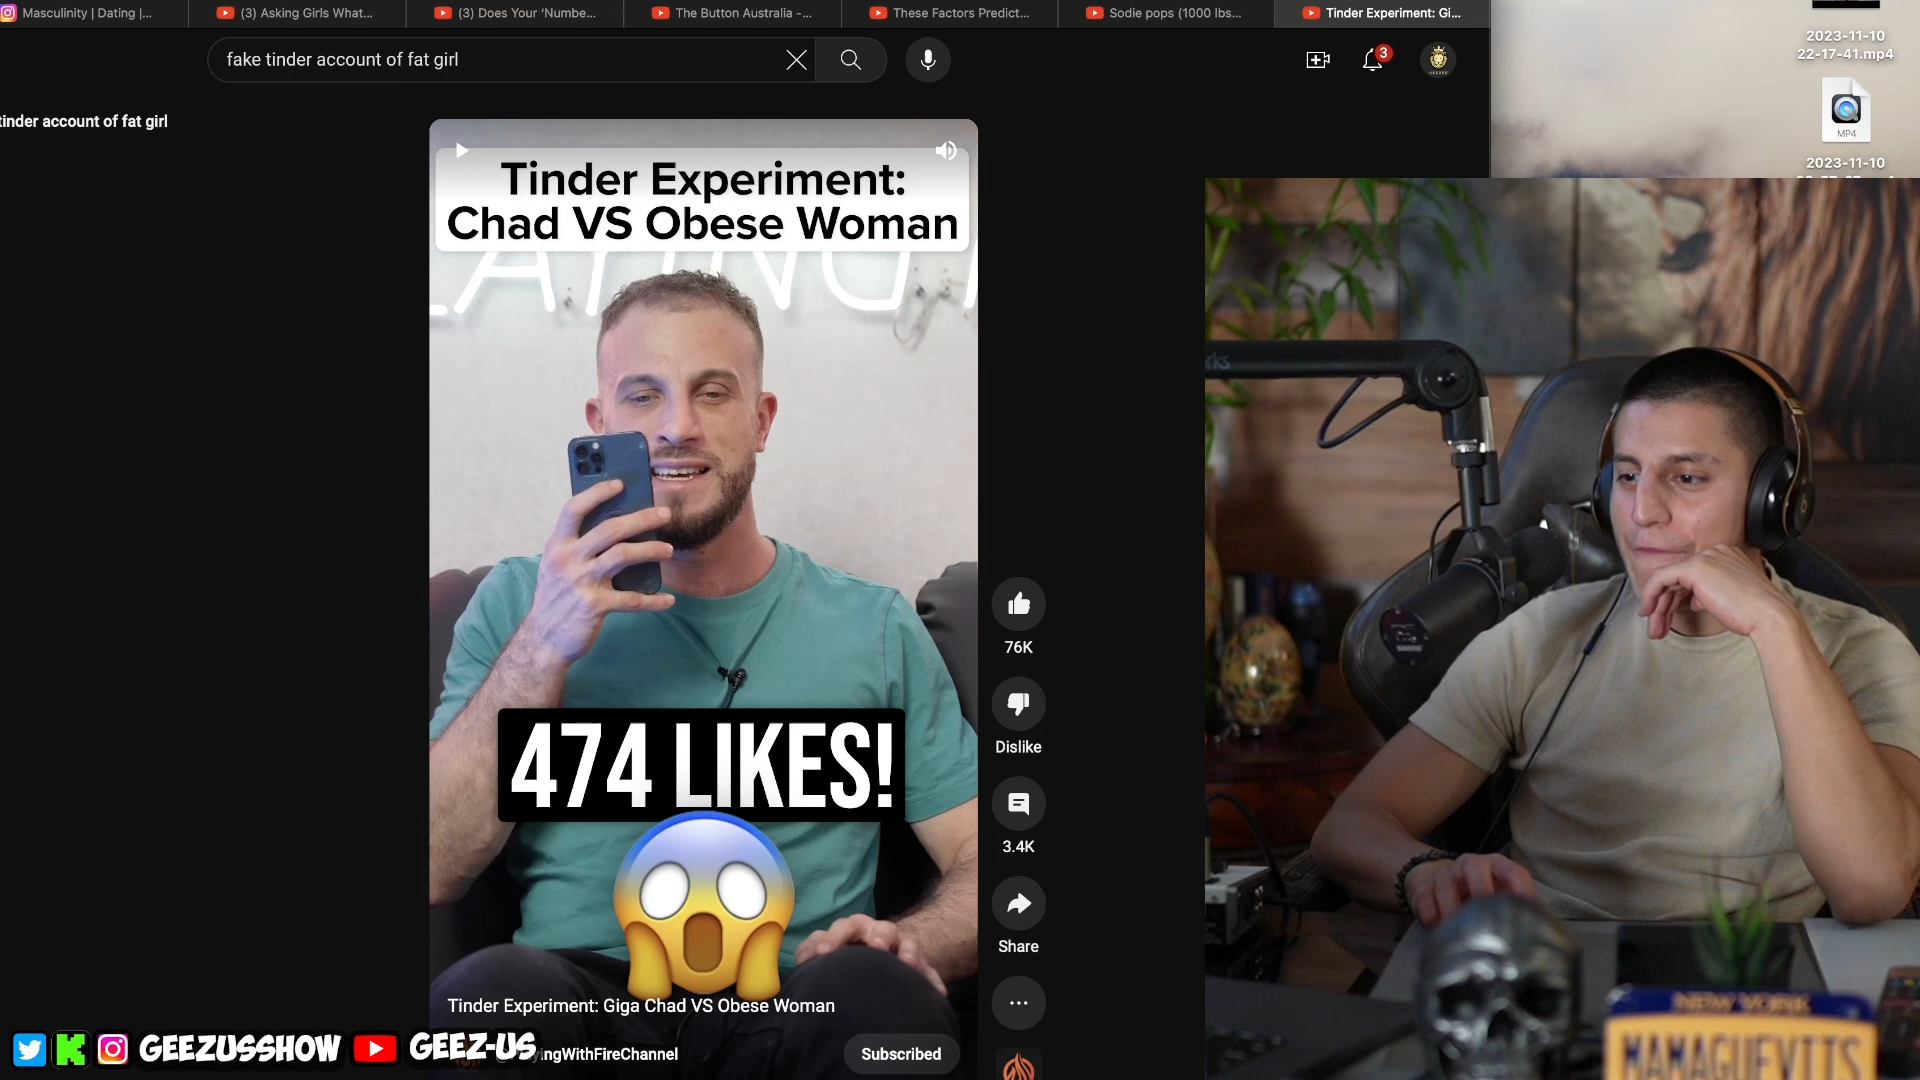 Masculinity | Dating |...
(3) Asking Girls What...
(3) Does Your ‘Numbe...
The Button Australia -...
These Factors Predict...
Sodie pops (1000 lbs...
Tinder Experiment: Gi...
2023-11-10
22-17-41.mp4
fake tinder account of fat girl
3
tinder account of fat girl
MP4
2023-11-10
Tinder Experiment:
Chad VS Obese Woman
474 LIKES!
76K
Dislike
3.4K
Share
Tinder Experiment: Giga Chad VS Obese Woman
GEEZUSSHOW
GEEZ-US
ingWithFireChannel
Subscribed
NEW YORK
MAMAGUEVITS